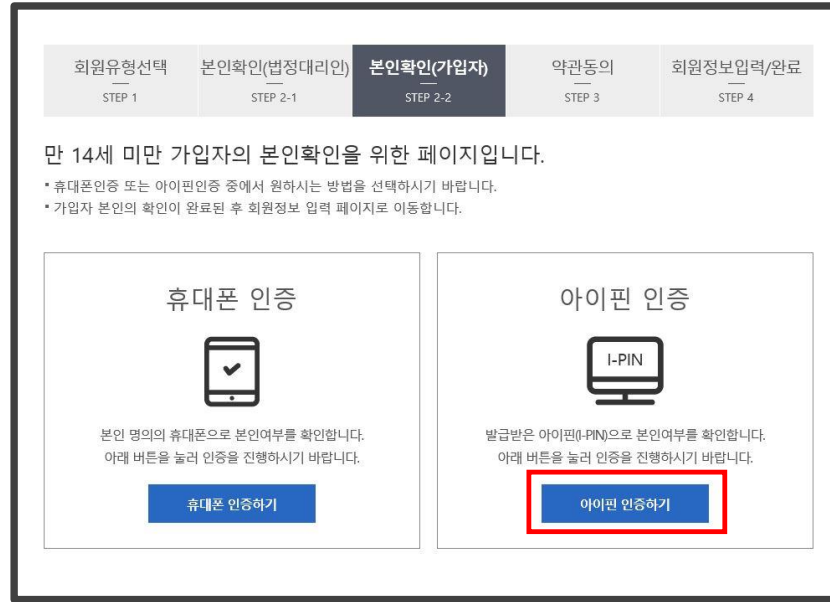 회원유형선택
STEP 1
본인확인(법정대리인)
STEP 2-1
본인확인(가입자)
STEP 2-2
약관동의
STEP 3
회원정보입력/완료
STEP 4
만 14세 미만 가입자의 본인확인을 위한 페이지입니다.
▪ 휴대폰인증 또는 아이핀인증 중에서 원하시는 방법을 선택하시기 바랍니다.
▪ 가입자 본인의 확인이 완료된 후 회원정보 입력 페이지로 이동합니다.
휴대폰 인증
본인 명의의 휴대폰으로 본인여부를 확인합니다.
아래 버튼을 눌러 인증을 진행하시기 바랍니다.
휴대폰 인증하기
아이핀 인증
I-PIN
발급받은 아이핀(I-PIN)으로 본인여부를 확인합니다.
아래 버튼을 눌러 인증을 진행하시기 바랍니다.
아이핀 인증하기